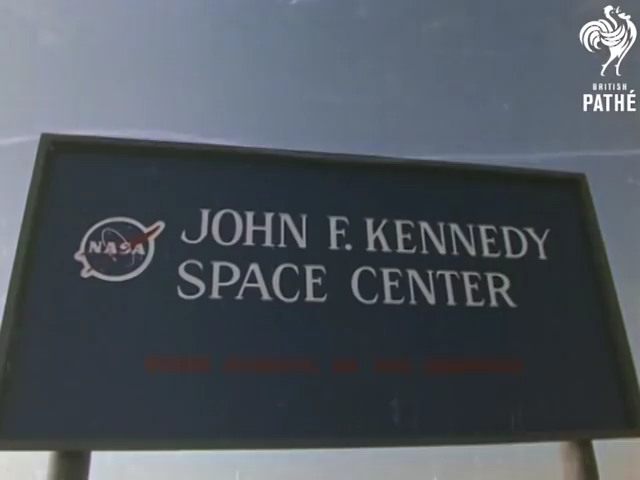 BRITISH
PATHÉ
NASA
JOHN F. KENNEDY
SPACE CENTER